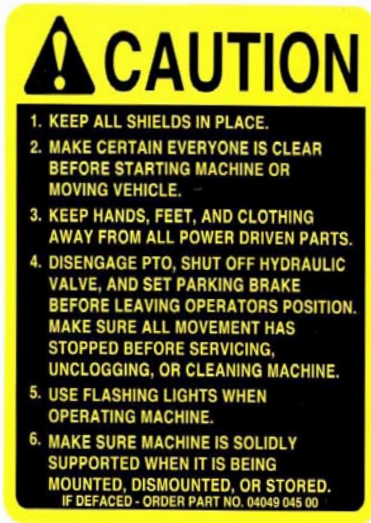 CAUTION
1. KEEP ALL SHIELDS IN PLACE.
2. MAKE CERTAIN EVERYONE IS CLEAR
BEFORE STARTING MACHINE OR
MOVING VEHICLE.
3. KEEP HANDS, FEET, AND CLOTHING
AWAY FROM ALL POWER DRIVEN PARTS.
4. DISENGAGE PTO, SHUT OFF HYDRAULIC
VALVE, AND SET PARKING BRAKE
BEFORE LEAVING OPERATORS POSITION.
MAKE SURE ALL MOVEMENT HAS
STOPPED BEFORE SERVICING,
UNCLOGGING, OR CLEANING MACHINE.
5. USE FLASHING LIGHTS WHEN
OPERATING MACHINE.
6. MAKE SURE MACHINE IS SOLIDLY
SUPPORTED WHEN IT IS BEING
MOUNTED, DISMOUNTED, OR STORED.
IF DEFACED - ORDER PART NO. 04049 045 00